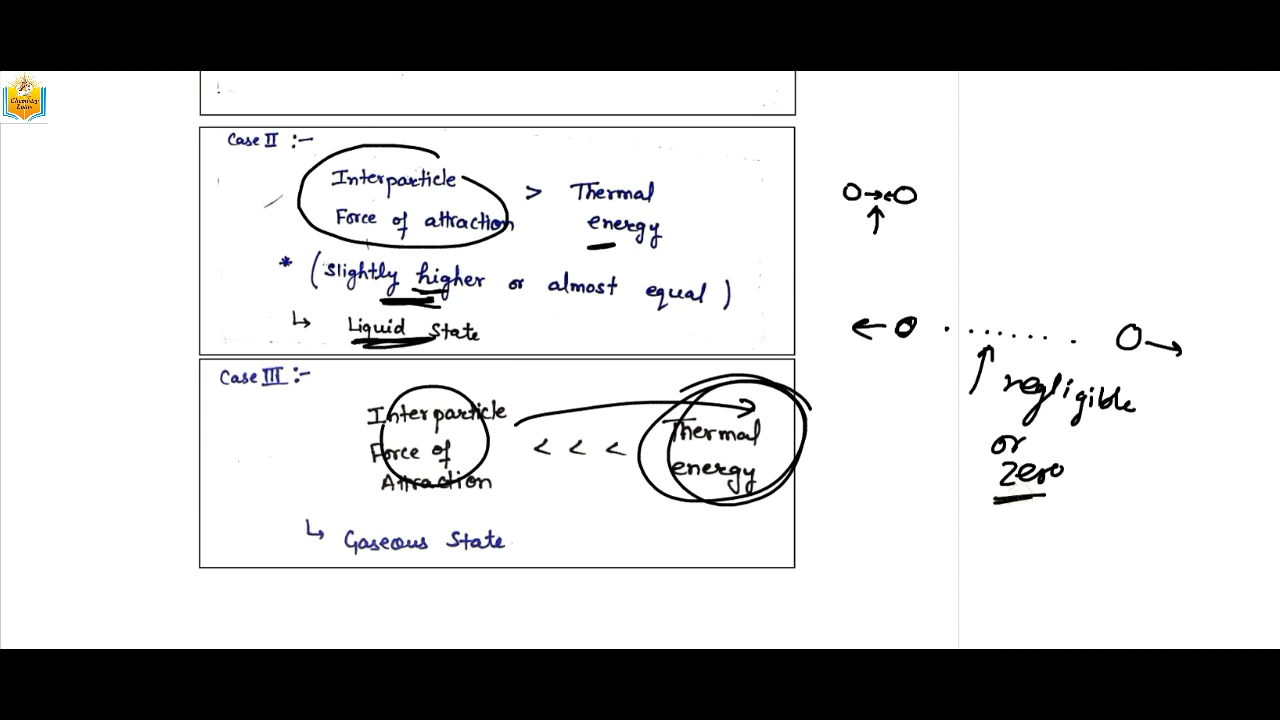 Chemistry
Case II :-
Interparticle
Force of attraction > Thermal energy
* (slightly higher or almost equal)
↳ Liquid State
Case III :-
Interparticle
Force of
Attraction < < < Thermal energy
↳ Gaseous State
negligible
or
Zero